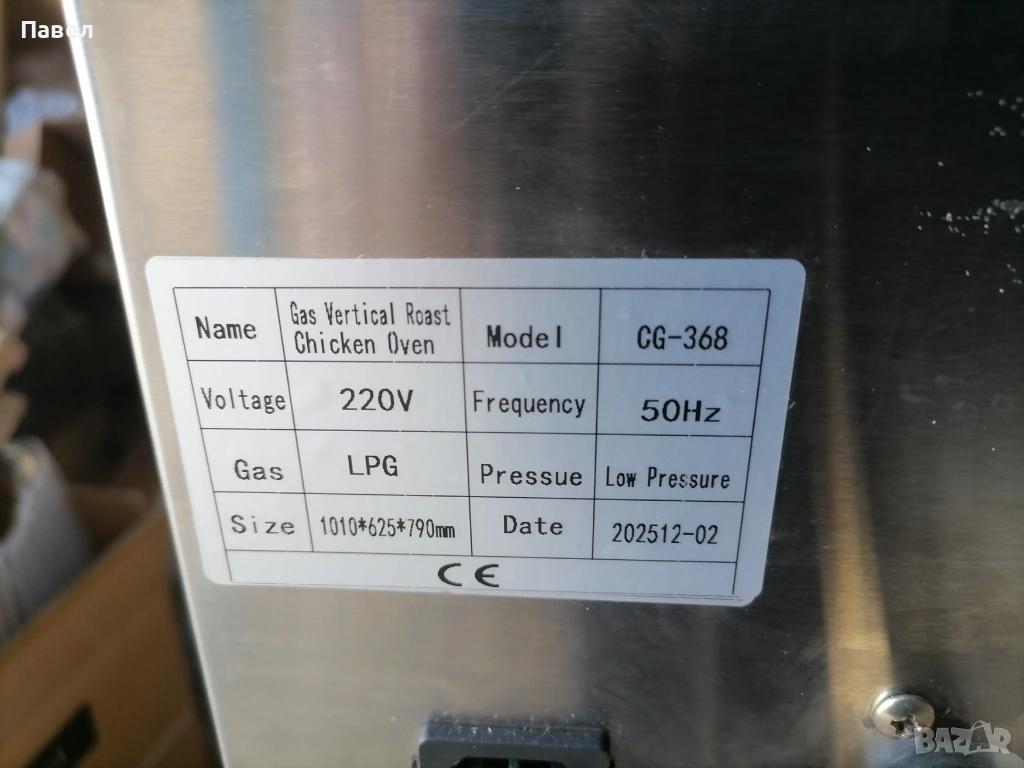 Павел
Name Gas Vertical Roast
Chicken Oven Model CG-368
Voltage 220V Frequency 50Hz
Gas LPG Pressue Low Pressure
Size 1010*625*790mm Date 202512-02
CE
BAZAR